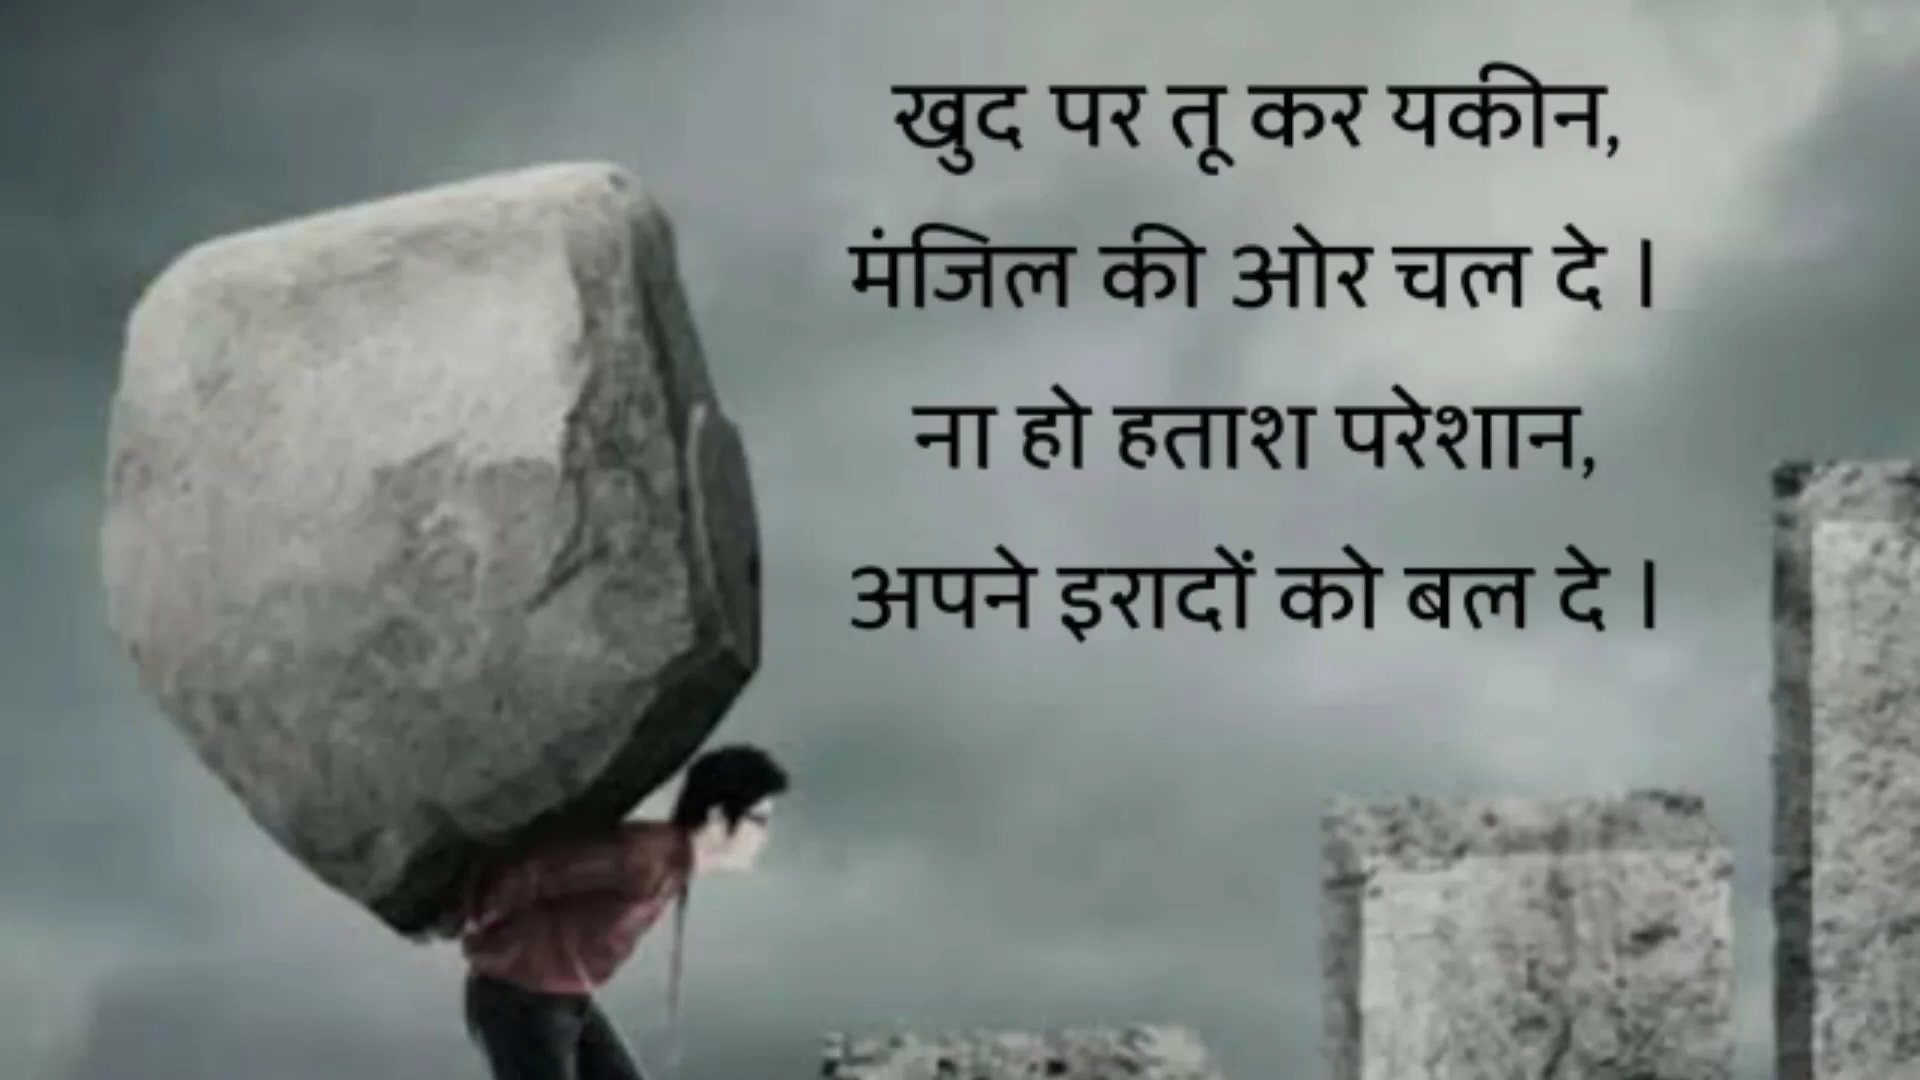 खुद पर तू कर यकीन,
मंजिल की ओर चल दे ।
ना हो हताश परेशान,
अपने इरादों को बल दे ।